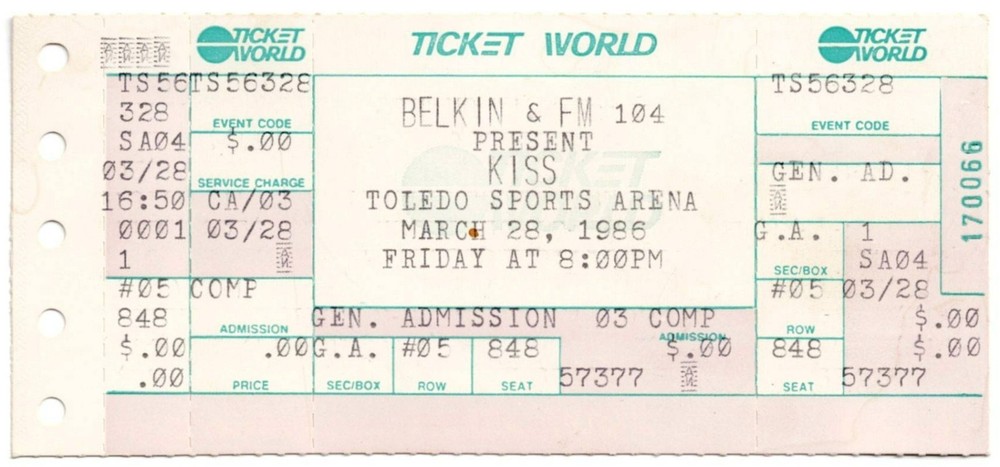 TICKET WORLD
TICKET WORLD
TICKET WORLD
TS56
328
SA04
03/28
16:50
0001
1
#05
848
$.00
.00
TS56328
EVENT CODE
$.00
SERVICE CHARGE
CA/03
03/28
COMP
ADMISSION
.00
PRICE
BELKIN & FM 104
PRESENT
KISS
TOLEDO SPORTS ARENA
MARCH 28, 1986
FRIDAY AT 8:00PM
GEN. ADMISSION 03 COMP
ADMISSION
G.A. #05 848 $.00
SEC/BOX ROW SEAT
57377
TS56328
EVENT CODE
GEN. AD.
G.A. 1
SEC/BOX
SA04
#05 03/28
ROW
$.00
848 $.00
SEAT
57377
170066
TICKET
WORLD